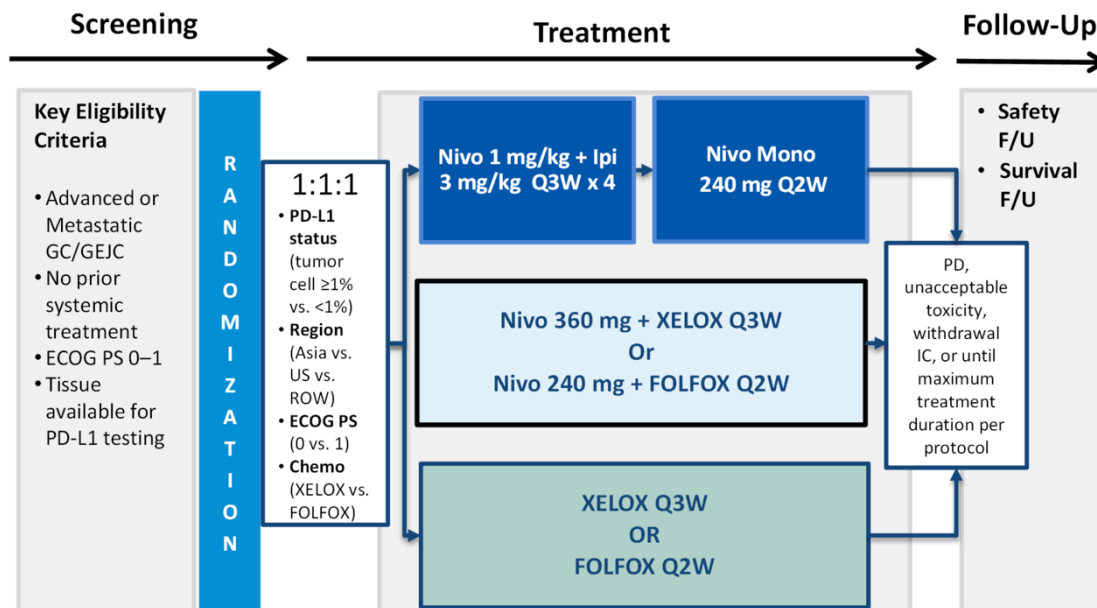 Screening
Treatment
Follow-Up
Key Eligibility
Criteria
• Advanced or
Metastatic
GC/GEJC
• No prior
systemic
treatment
• ECOG PS 0–1
• Tissue
available for
PD-L1 testing
RANDOMIZATION
1:1:1
• PD-L1
status
(tumor
cell ≥1%
vs. <1%)
• Region
(Asia vs.
US vs.
ROW)
• ECOG PS
(0 vs. 1)
• Chemo
(XELOX vs.
FOLFOX)
Nivo 1 mg/kg + Ipi
3 mg/kg Q3W x 4
Nivo Mono
240 mg Q2W
Nivo 360 mg + XELOX Q3W
Or
Nivo 240 mg + FOLFOX Q2W
XELOX Q3W
OR
FOLFOX Q2W
PD,
unacceptable
toxicity,
withdrawal
IC, or until
maximum
treatment
duration per
protocol
• Safety
F/U
• Survival
F/U